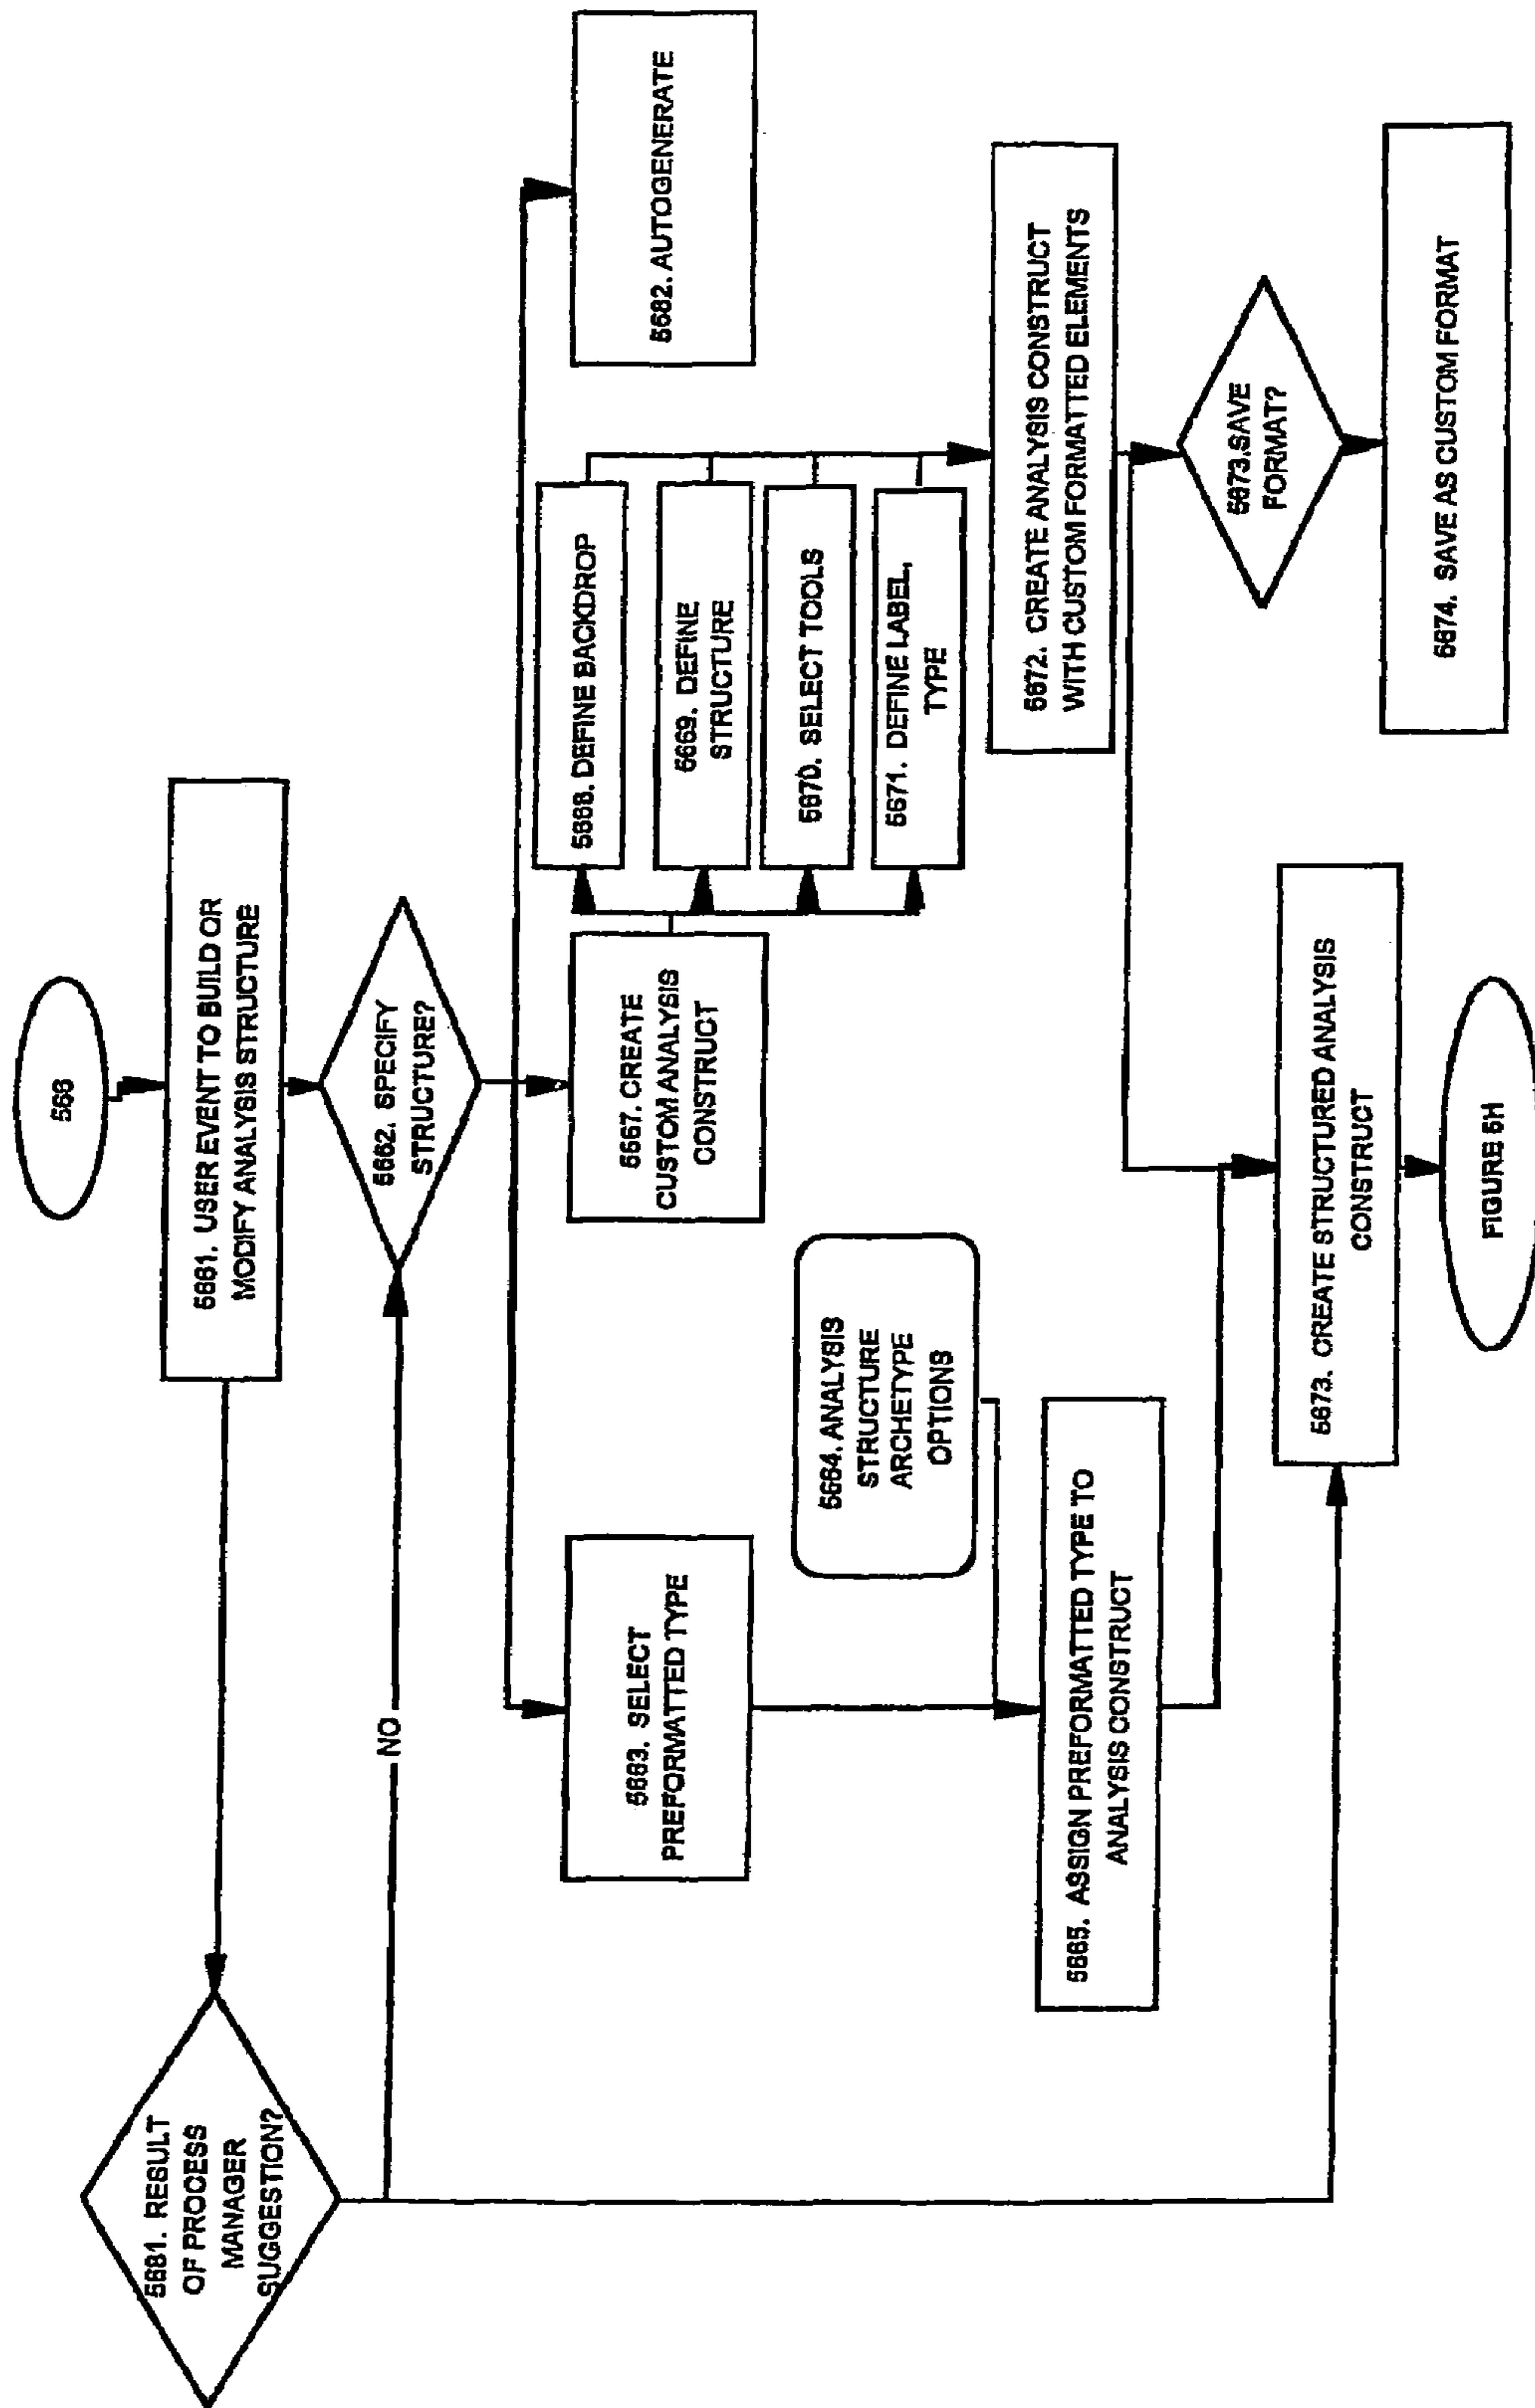 566
5661. USER EVENT TO BUILD OR
MODIFY ANALYSIS STRUCTURE
5681. RESULT
OF PROCESS
MANAGER
SUGGESTION?
5662. SPECIFY
STRUCTURE?
NO
5663. SELECT
PREFORMATTED TYPE
5667. CREATE
CUSTOM ANALYSIS
CONSTRUCT
5682. AUTOGENERATE
5668. DEFINE BACKDROP
5669. DEFINE
STRUCTURE
5670. SELECT TOOLS
5671. DEFINE LABEL,
TYPE
5664. ANALYSIS
STRUCTURE
ARCHETYPE
OPTIONS
5665. ASSIGN PREFORMATTED TYPE TO
ANALYSIS CONSTRUCT
5672. CREATE ANALYSIS CONSTRUCT
WITH CUSTOM FORMATTED ELEMENTS
5673.SAVE
FORMAT?
5673. CREATE STRUCTURED ANALYSIS
CONSTRUCT
5674. SAVE AS CUSTOM FORMAT
FIGURE 5H